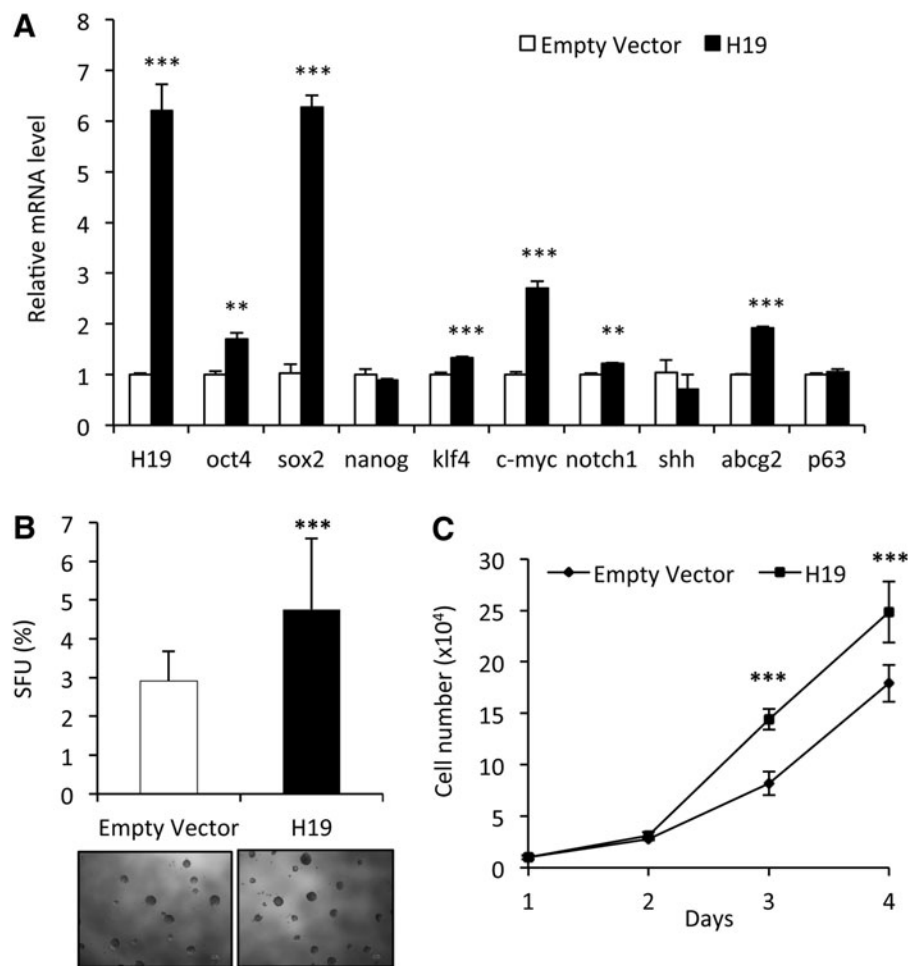 A
Empty Vector H19
Relative mRNA level
8
7
6
5
4
3
2
1
0
***
**
***
***
***
**
***
H19 oct4 sox2 nanog klf4 c-myc notch1 shh abcg2 p63
B
SFU (%)
7
6
5
4
3
2
1
0
***
Empty Vector H19
C
Empty Vector H19
Cell number (x10⁴)
30
25
20
15
10
5
0
***
***
1 2 3 4
Days